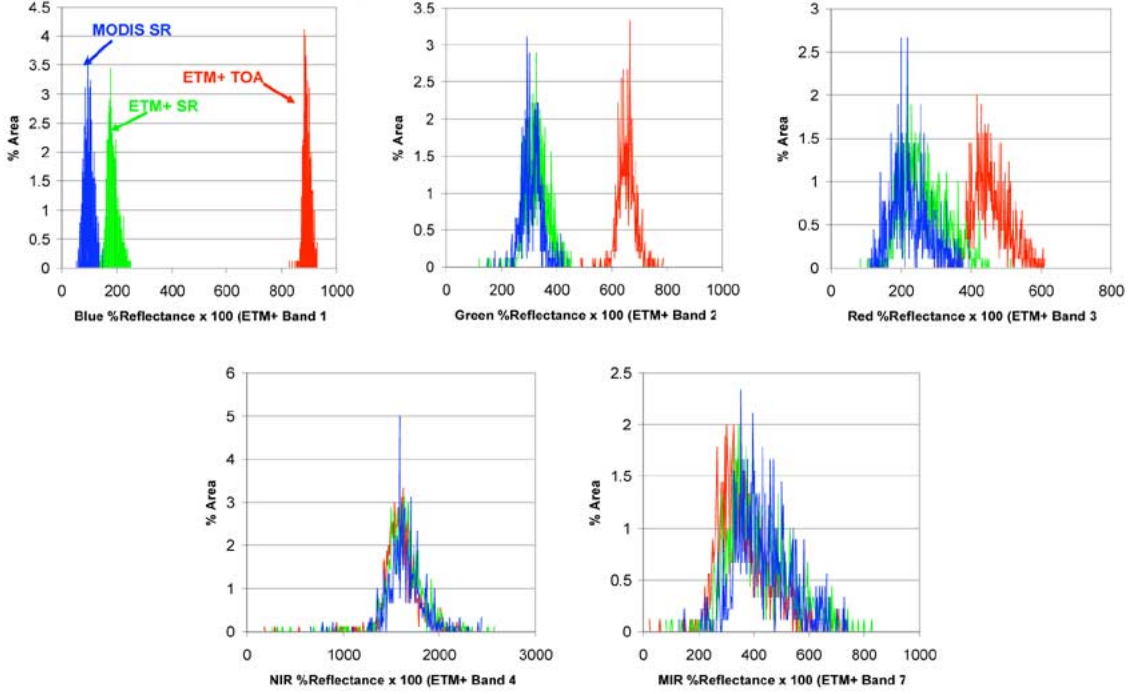 4.5
4
3.5
3
2.5
2
1.5
1
0.5
0
% Area
MODIS SR
ETM+ TOA
ETM+ SR
0 200 400 600 800 1000
Blue %Reflectance x 100 (ETM+ Band 1
3.5
3
2.5
2
1.5
1
0.5
0
% Area
0 200 400 600 800 1000
Green %Reflectance x 100 (ETM+ Band 2
3
2.5
2
1.5
1
0.5
0
% Area
0 200 400 600 800
Red %Reflectance x 100 (ETM+ Band 3
6
5
4
3
2
1
0
% Area
0 1000 2000 3000
NIR %Reflectance x 100 (ETM+ Band 4
2.5
2
1.5
1
0.5
0
% Area
0 200 400 600 800 1000
MIR %Reflectance x 100 (ETM+ Band 7